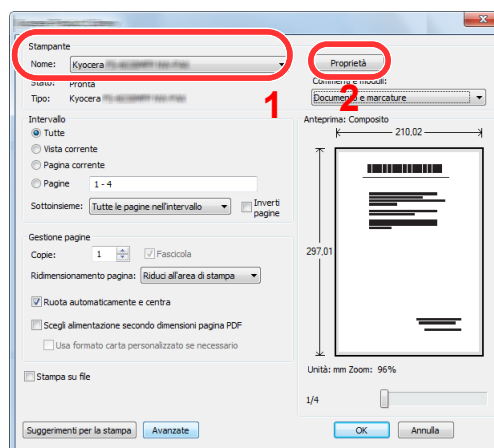 Stampante
Nome: Kyocera
Proprietà
Stato: Pronta
Commenti e moduli:
Tipo: Kyocera
Documento e marcature
1
2
Intervallo
Tutte
Vista corrente
Pagina corrente
Pagine 1 - 4
Sottoinsieme: Tutte le pagine nell'intervallo
Inverti
pagine
Anteprima: Composito
210,02
297,01
Gestione pagine
Copie: 1 Fascicola
Ridimensionamento pagina: Riduci all'area di stampa
Ruota automaticamente e centra
Scegli alimentazione secondo dimensioni pagina PDF
Usa formato carta personalizzato se necessario
Unità: mm Zoom: 96%
Stampa su file
1/4
Suggerimenti per la stampa
Avanzate
OK
Annulla